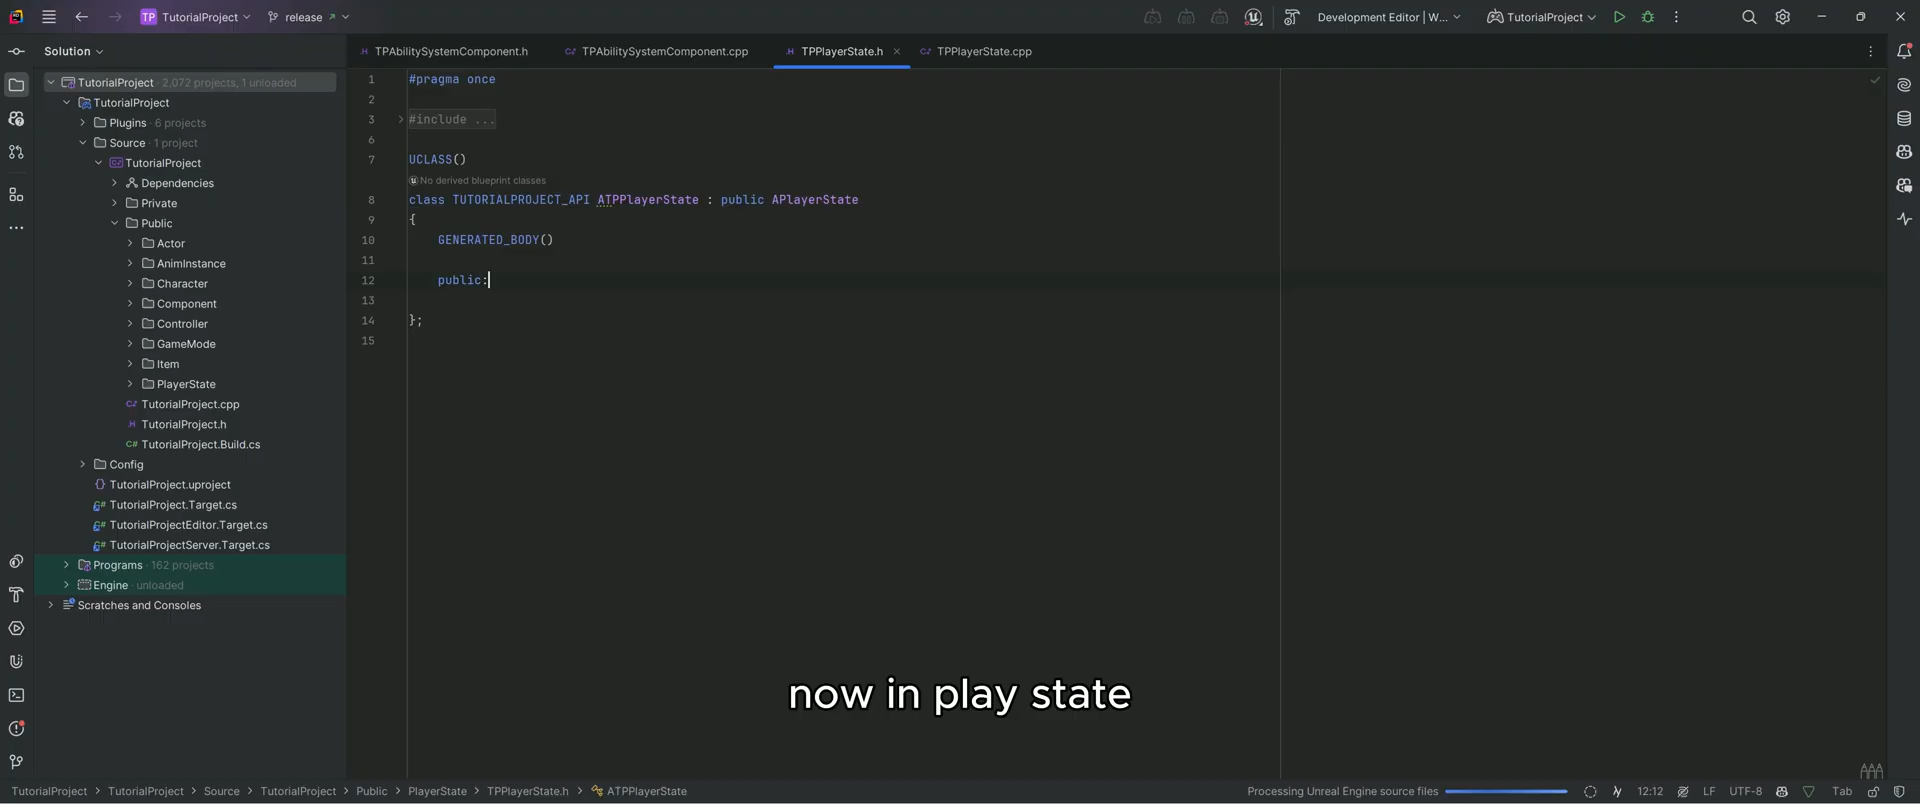 TP TutorialProject
release
Development Editor | W...
TutorialProject
Solution
TPAbilitySystemComponent.h
TPAbilitySystemComponent.cpp
TPPlayerState.h
TPPlayerState.cpp
TutorialProject · 2,072 projects, 1 unloaded
TutorialProject
Plugins · 6 projects
Source · 1 project
TutorialProject
Dependencies
Private
Public
Actor
AnimInstance
Character
Component
Controller
GameMode
Item
PlayerState
TutorialProject.cpp
TutorialProject.h
TutorialProject.Build.cs
Config
TutorialProject.uproject
TutorialProject.Target.cs
TutorialProjectEditor.Target.cs
TutorialProjectServer.Target.cs
Programs · 162 projects
Engine · unloaded
Scratches and Consoles
1 #pragma once
2
3 #include ...
6
7 UCLASS()
No derived blueprint classes
8 class TUTORIALPROJECT_API ATPPlayerState : public APlayerState
9 {
10 GENERATED_BODY()
11
12 public:
13
14 };
15
now in play state
TutorialProject > TutorialProject > Source > TutorialProject > Public > PlayerState > TPPlayerState.h > ATPPlayerState
Processing Unreal Engine source files
12:12
LF
UTF-8
Tab